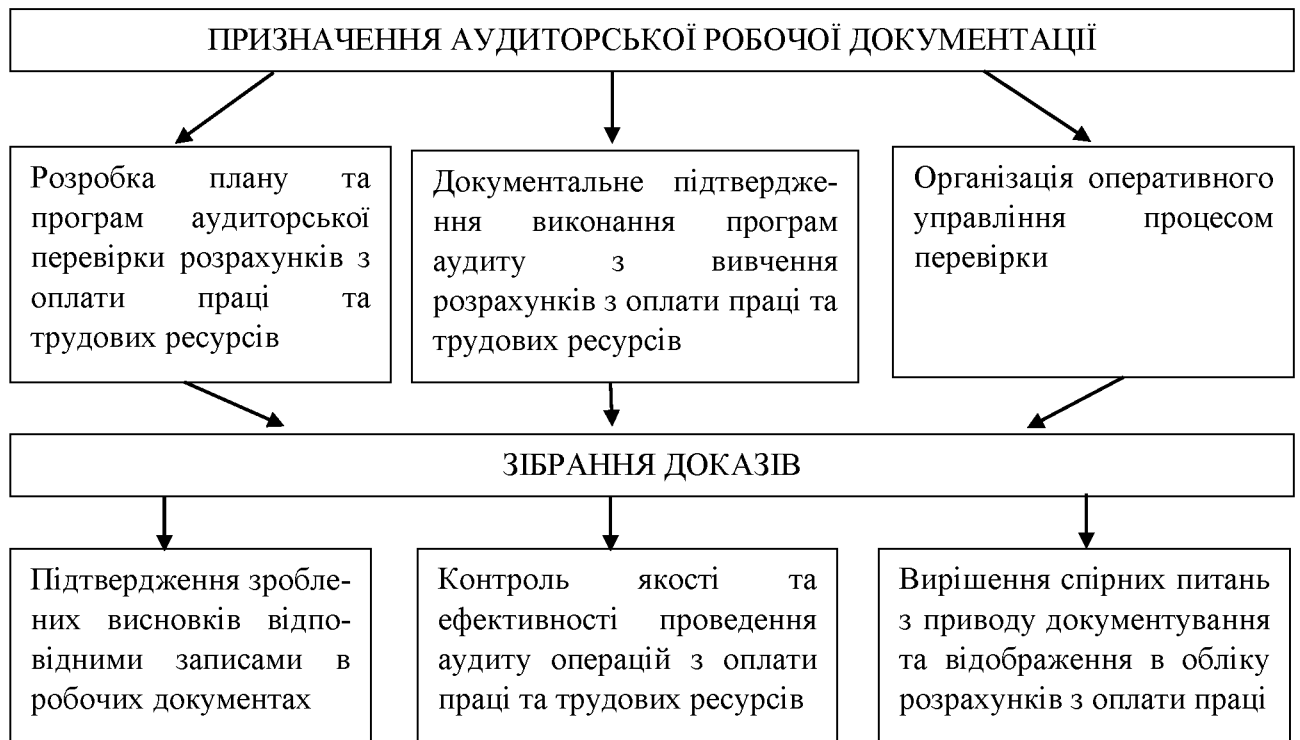 ПРИЗНАЧЕННЯ АУДИТОРСЬКОЇ РОБОЧОЇ ДОКУМЕНТАЦІЇ
Розробка плану та
програм аудиторської
перевірки розрахунків з
оплати праці та
трудових ресурсів
Документальне підтвердже-
ння виконання програм
аудиту з вивчення
розрахунків з оплати праці та
трудових ресурсів
Організація оперативного
управління процесом
перевірки
ЗІБРАННЯ ДОКАЗІВ
Підтвердження зробле-
них висновків відпо-
відними записами в
робочих документах
Контроль якості та
ефективності проведення
аудиту операцій з оплати
праці та трудових ресурсів
Вирішення спірних питань
з приводу документування
та відображення в обліку
розрахунків з оплати праці